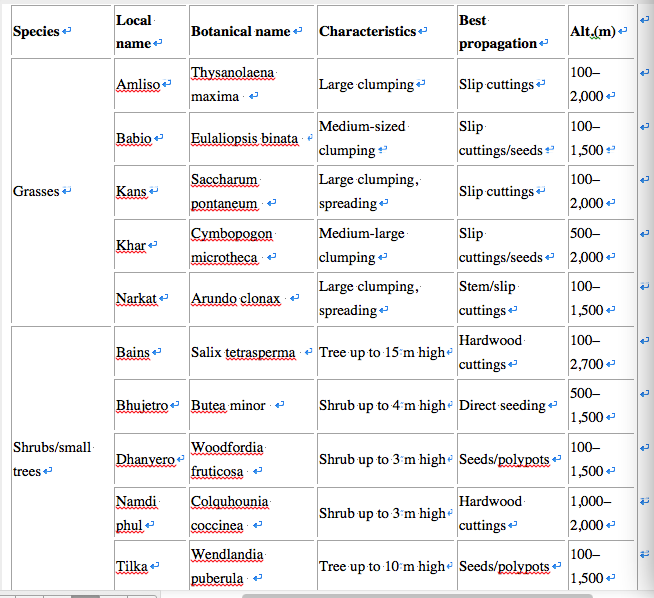 Species Local name Botanical name Characteristics Best propagation Alt.(m)
Grasses Amliso Thysanolaena maxima Large clumping Slip cuttings 100–2,000
Babio Eulaliopsis binata Medium-sized clumping Slip cuttings/seeds 100–1,500
Kans Saccharum pontaneum Large clumping, spreading Slip cuttings 100–2,000
Khar Cymbopogon microtheca Medium-large clumping Slip cuttings/seeds 500–2,000
Narkat Arundo clonax Large clumping, spreading Stem/slip cuttings 100–1,500
Shrubs/small trees Bains Salix tetrasperma Tree up to 15 m high Hardwood cuttings 100–2,700
Bhujetro Butea minor Shrub up to 4 m high Direct seeding 500–1,500
Dhanyero Woodfordia fruticosa Shrub up to 3 m high Seeds/polypots 100–1,500
Namdi phul Colquhounia coccinea Shrub up to 3 m high Hardwood cuttings 1,000–2,000
Tilka Wendlandia puberula Tree up to 10 m high Seeds/polypots 100–1,500